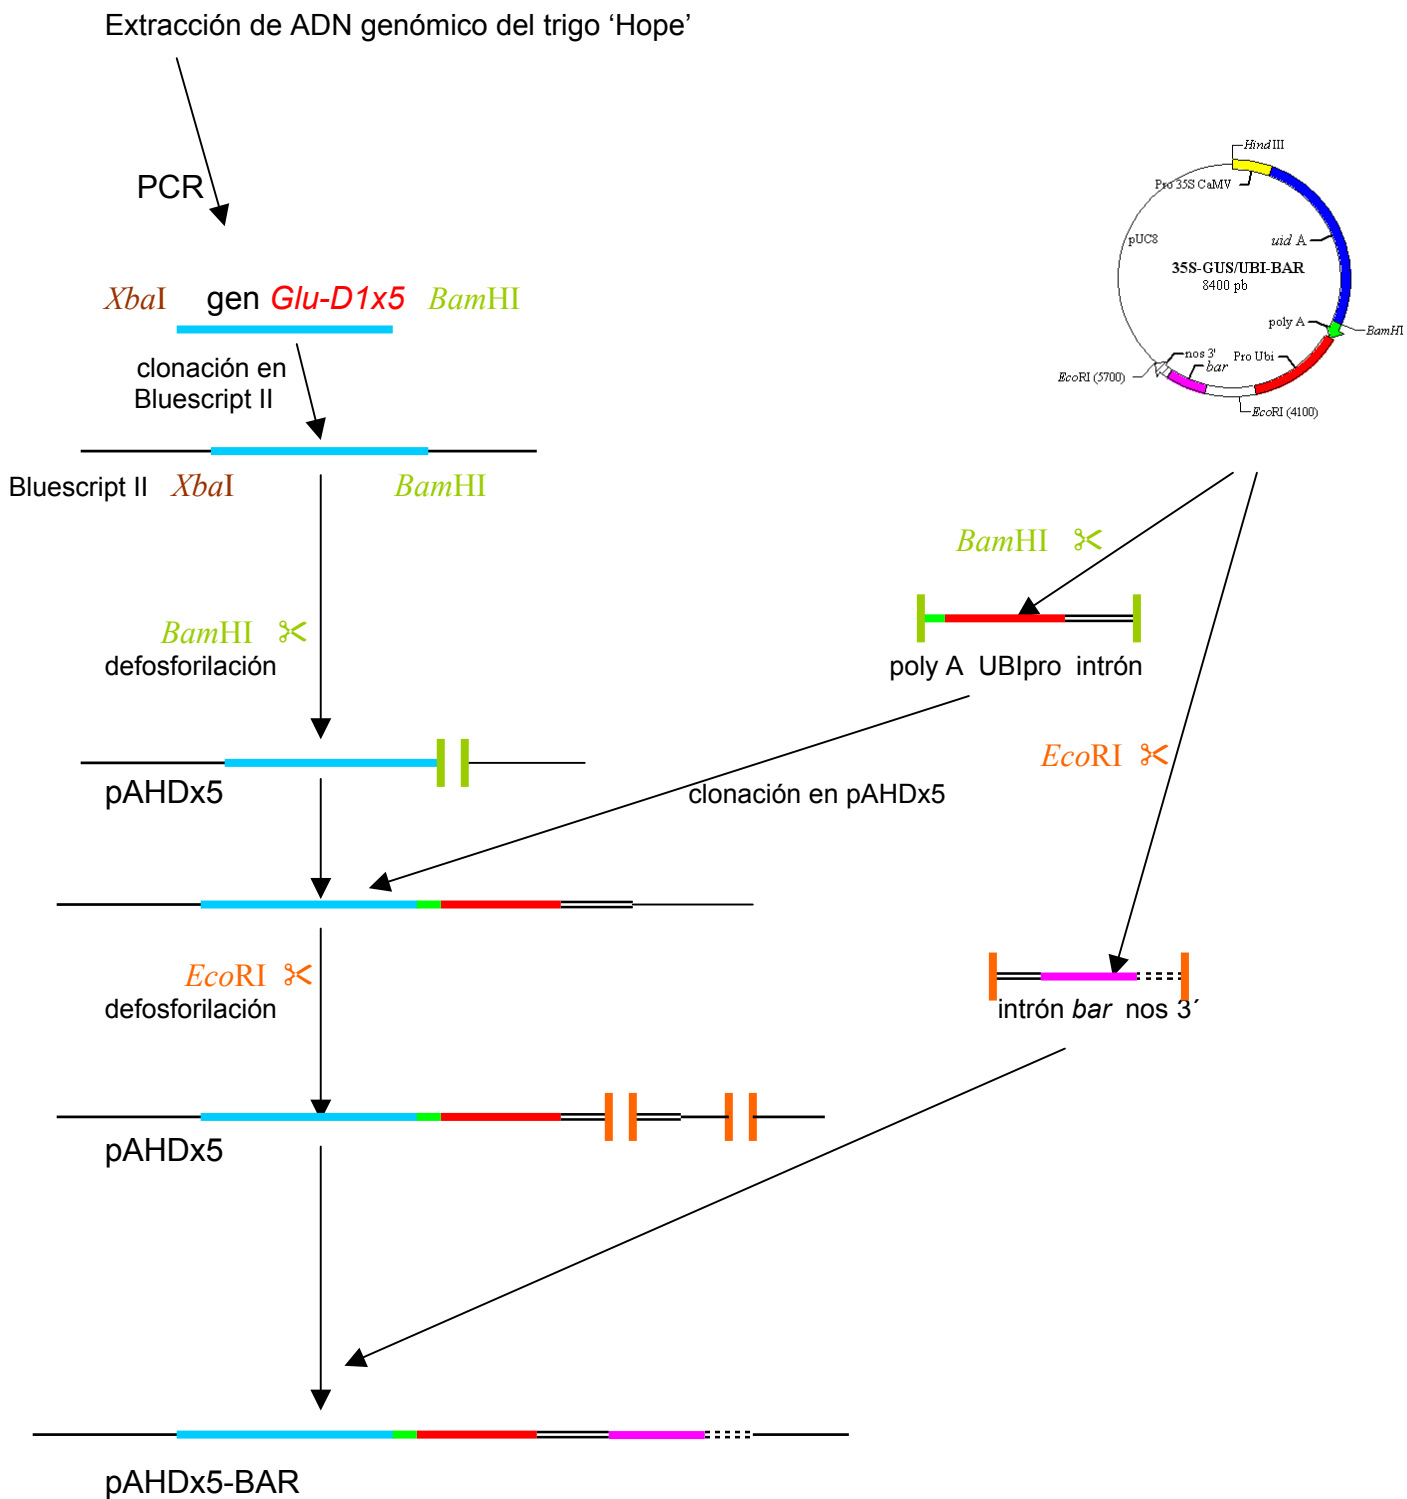 Extracción de ADN genómico del trigo ‘Hope’
PCR
XbaI gen Glu-D1x5 BamHI
clonación en
Bluescript II
Bluescript II XbaI BamHI
BamHI
defosforilación
pAHDx5
EcoRI
defosforilación
pAHDx5
pAHDx5-BAR
HindIII
Pro 35S CaMV
pUC8
uid A
35S-GUS/UBI-BAR
8400 pb
poly A
BamHI
nos 3'
bar
Pro Ubi
EcoRI (5700)
EcoRI (4100)
BamHI
poly A UBIpro intrón
EcoRI
clonación en pAHDx5
intrón bar nos 3´